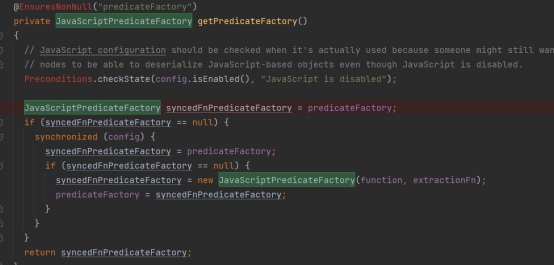 @EnsuresNonNull("predicateFactory")
private JavaScriptPredicateFactory getPredicateFactory()
{
// JavaScript configuration should be checked when it's actually used because someone might still wan
// nodes to be able to deserialize JavaScript-based objects even though JavaScript is disabled.
Preconditions.checkState(config.isEnabled(), "JavaScript is disabled");
JavaScriptPredicateFactory syncedFnPredicateFactory = predicateFactory;
if (syncedFnPredicateFactory == null) {
synchronized (config) {
syncedFnPredicateFactory = predicateFactory;
if (syncedFnPredicateFactory == null) {
syncedFnPredicateFactory = new JavaScriptPredicateFactory(function, extractionFn);
predicateFactory = syncedFnPredicateFactory;
}
}
}
return syncedFnPredicateFactory;
}